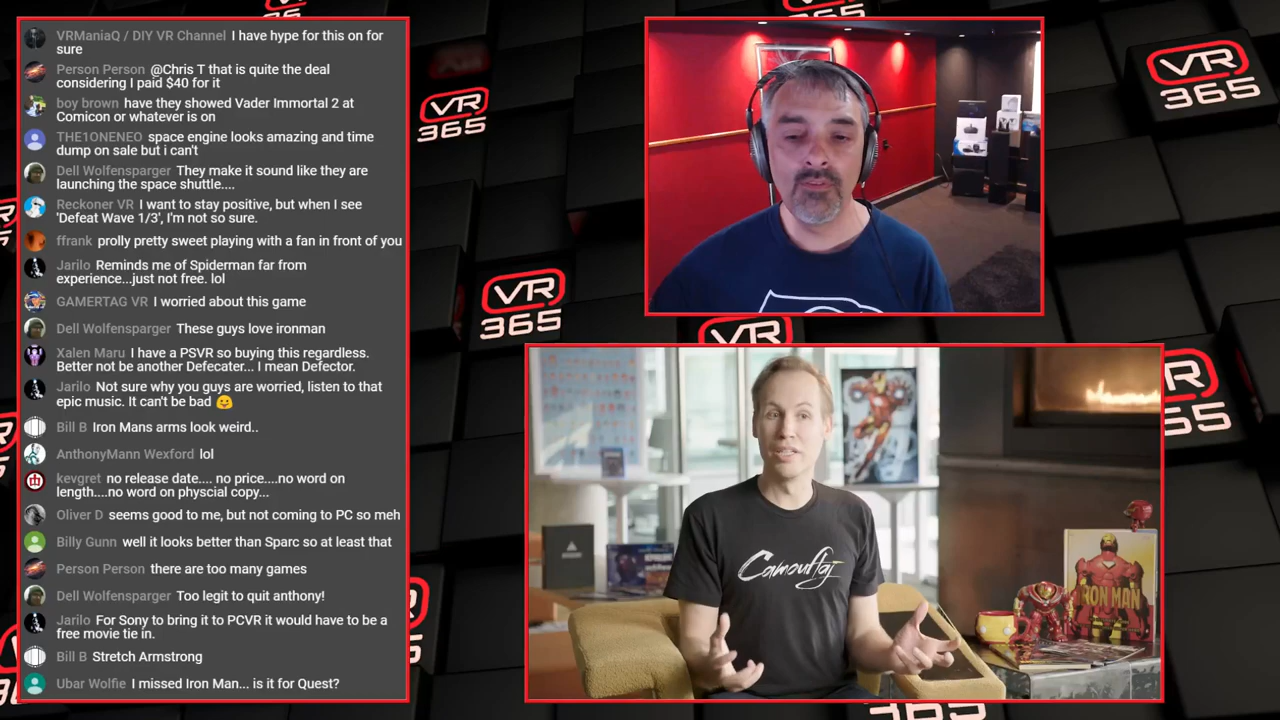 VRManiaQ / DIY VR Channel I have hype for this on for
sure
Person Person @Chris T that is quite the deal
considering I paid $40 for it
boy brown have they showed Vader Immortal 2 at
Comicon or whatever is on
THE1ONENEO space engine looks amazing and time
dump on sale but i can't
Dell Wolfensparger They make it sound like they are
launching the space shuttle....
Reckoner VR I want to stay positive, but when I see
'Defeat Wave 1/3', I'm not so sure.
ffrank prolly pretty sweet playing with a fan in front of you
Jarilo Reminds me of Spiderman far from
experience...just not free. lol
GAMERTAG VR I worried about this game
Dell Wolfensparger These guys love ironman
Xalen Maru I have a PSVR so buying this regardless.
Better not be another Defecater... I mean Defector.
Jarilo Not sure why you guys are worried, listen to that
epic music. It can't be bad 🤗
Bill B Iron Mans arms look weird..
AnthonyMann Wexford lol
kevgret no release date.... no price....no word on
length....no word on physcial copy...
Oliver D seems good to me, but not coming to PC so meh
Billy Gunn well it looks better than Sparc so at least that
Person Person there are too many games
Dell Wolfensparger Too legit to quit anthony!
Jarilo For Sony to bring it to PCVR it would have to be a
free movie tie in.
Bill B Stretch Armstrong
Ubar Wolfie I missed Iron Man... is it for Quest?
VR
365
VR
365
VR
365
VR
365
VR
Camouflaj
IRON MAN